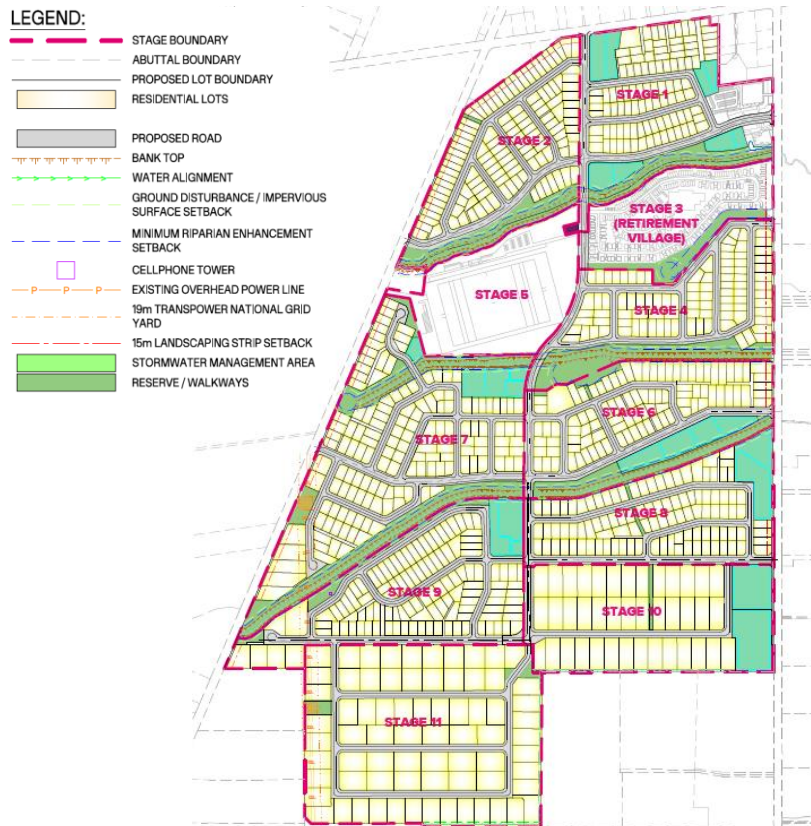 LEGEND:
STAGE BOUNDARY
ABUTTAL BOUNDARY
PROPOSED LOT BOUNDARY
RESIDENTIAL LOTS
PROPOSED ROAD
BANK TOP
WATER ALIGNMENT
GROUND DISTURBANCE / IMPERVIOUS
SURFACE SETBACK
MINIMUM RIPARIAN ENHANCEMENT
SETBACK
CELLPHONE TOWER
P P P EXISTING OVERHEAD POWER LINE
19m TRANSPOWER NATIONAL GRID
YARD
15m LANDSCAPING STRIP SETBACK
STORMWATER MANAGEMENT AREA
RESERVE / WALKWAYS
STAGE 1
STAGE 2
STAGE 3
(RETIREMENT
VILLAGE)
STAGE 5
STAGE 4
STAGE 6
STAGE 7
STAGE 8
STAGE 9
STAGE 10
STAGE 11